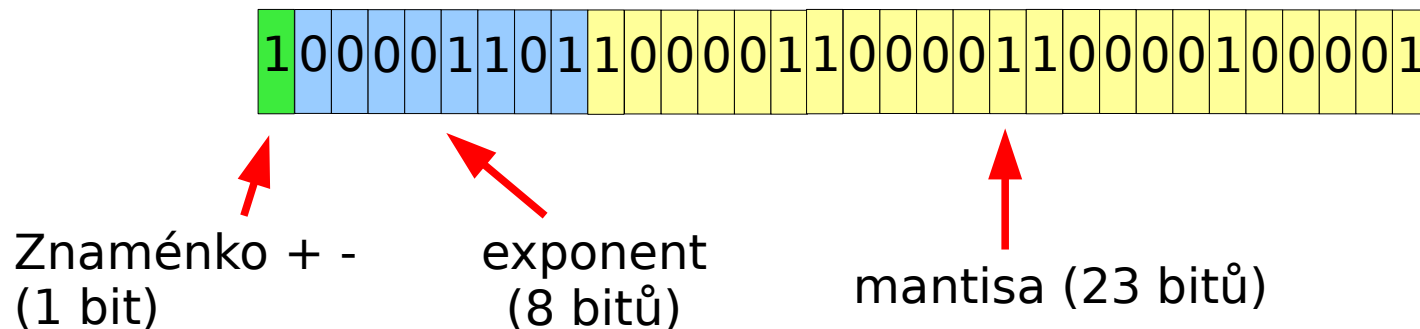 10000110110000110000110000100001
Znaménko + -
(1 bit)
exponent
(8 bitů)
mantisa (23 bitů)